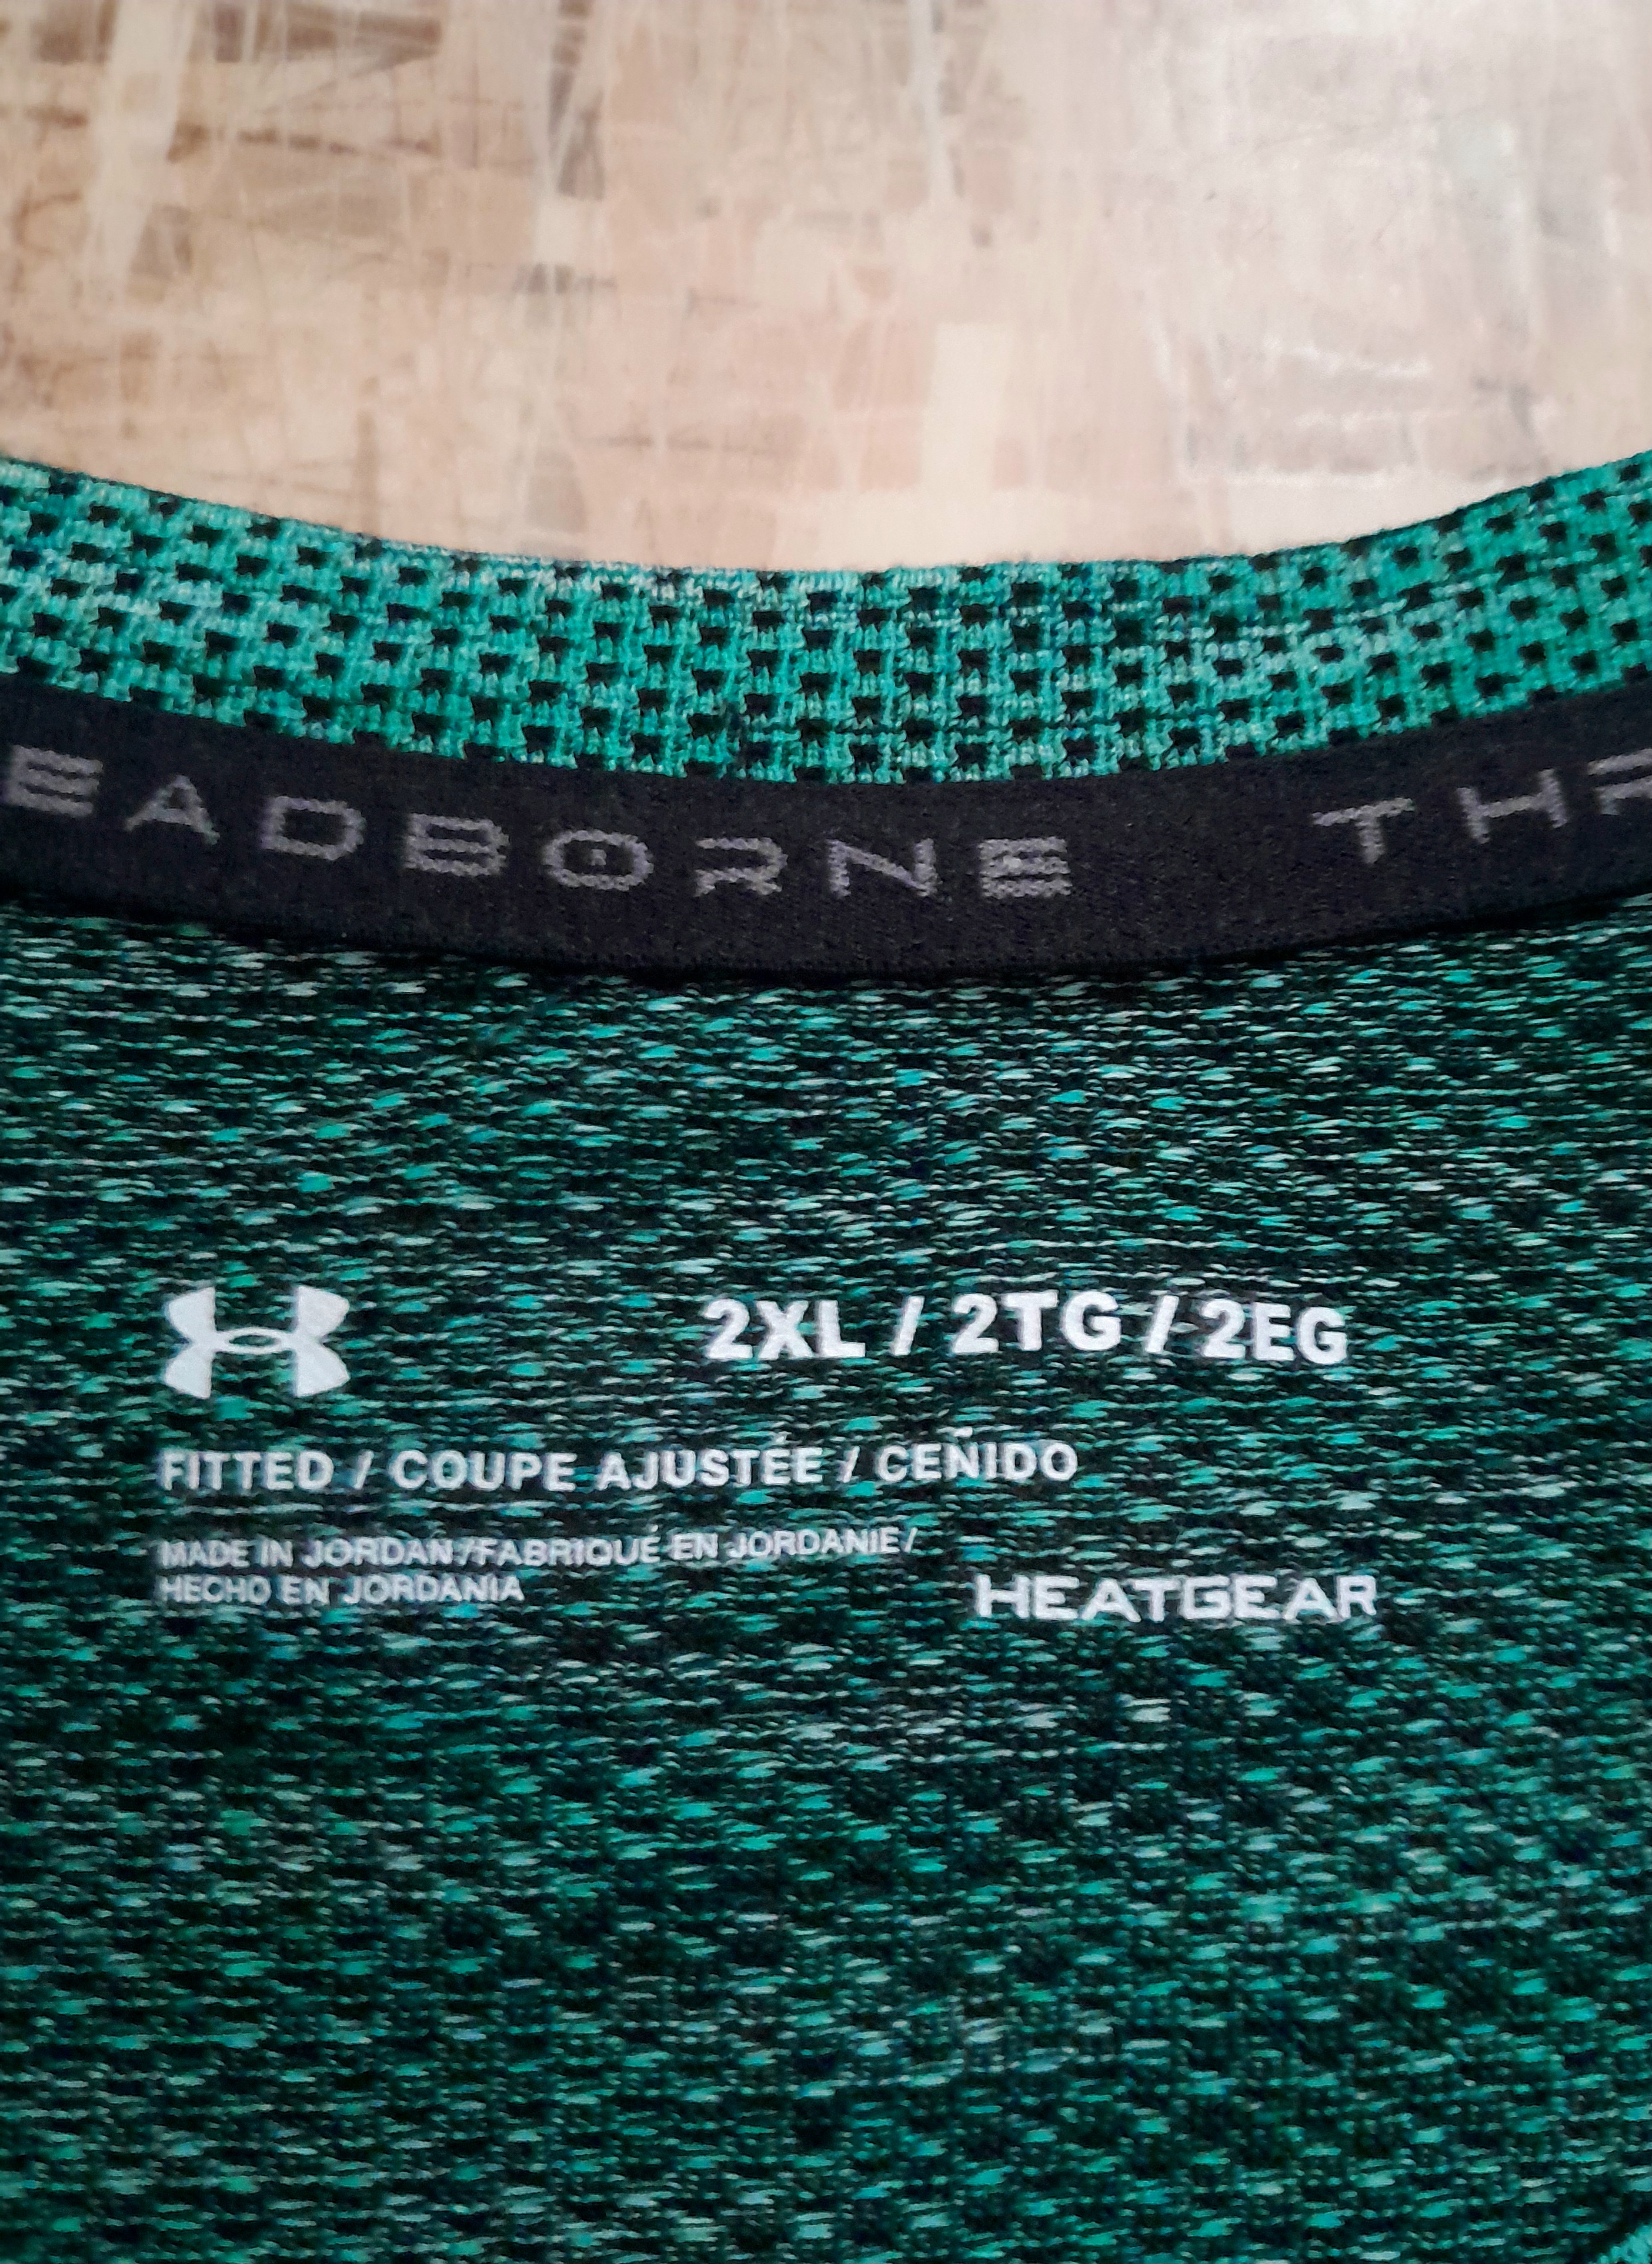 EADBORNE THR
2XL / 2TG / 2EG
FITTED / COUPE AJUSTÉE / CEÑIDO
MADE IN JORDAN / FABRIQUÉ EN JORDANIE /
HECHO EN JORDANIA
HEATGEAR